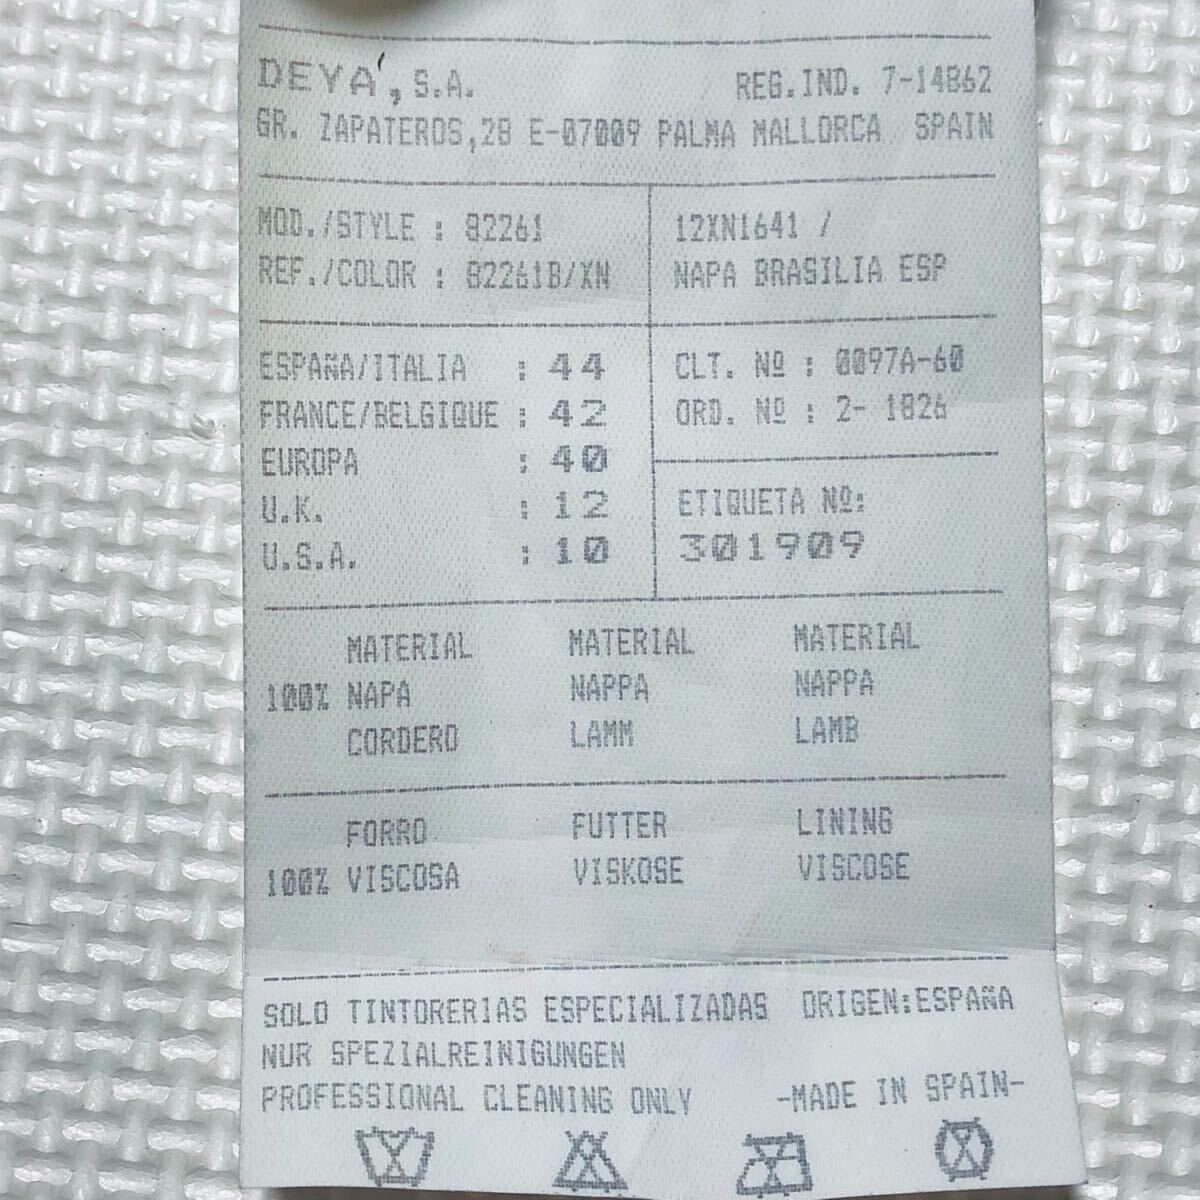 DEYA', S.A. REG.IND. 7-14862
GR. ZAPATEROS,28 E-07009 PALMA MALLORCA SPAIN
MOD./STYLE : 82261
REF./COLOR : 82261B/XN
12XN1641 /
NAPA BRASILIA ESP
ESPAÑA/ITALIA : 44
FRANCE/BELGIQUE : 42
EUROPA : 40
U.K. : 12
U.S.A. : 10
CLT. Nº : 0097A-60
ORD. Nº : 2- 1826
ETIQUETA Nº:
301909
MATERIAL MATERIAL MATERIAL
100% NAPA NAPPA NAPPA
CORDERO LAMM LAMB
FORRO FUTTER LINING
100% VISCOSA VISKOSE VISCOSE
SOLO TINTORERIAS ESPECIALIZADAS ORIGEN:ESPAÑA
NUR SPEZIALREINIGUNGEN
PROFESSIONAL CLEANING ONLY -MADE IN SPAIN-